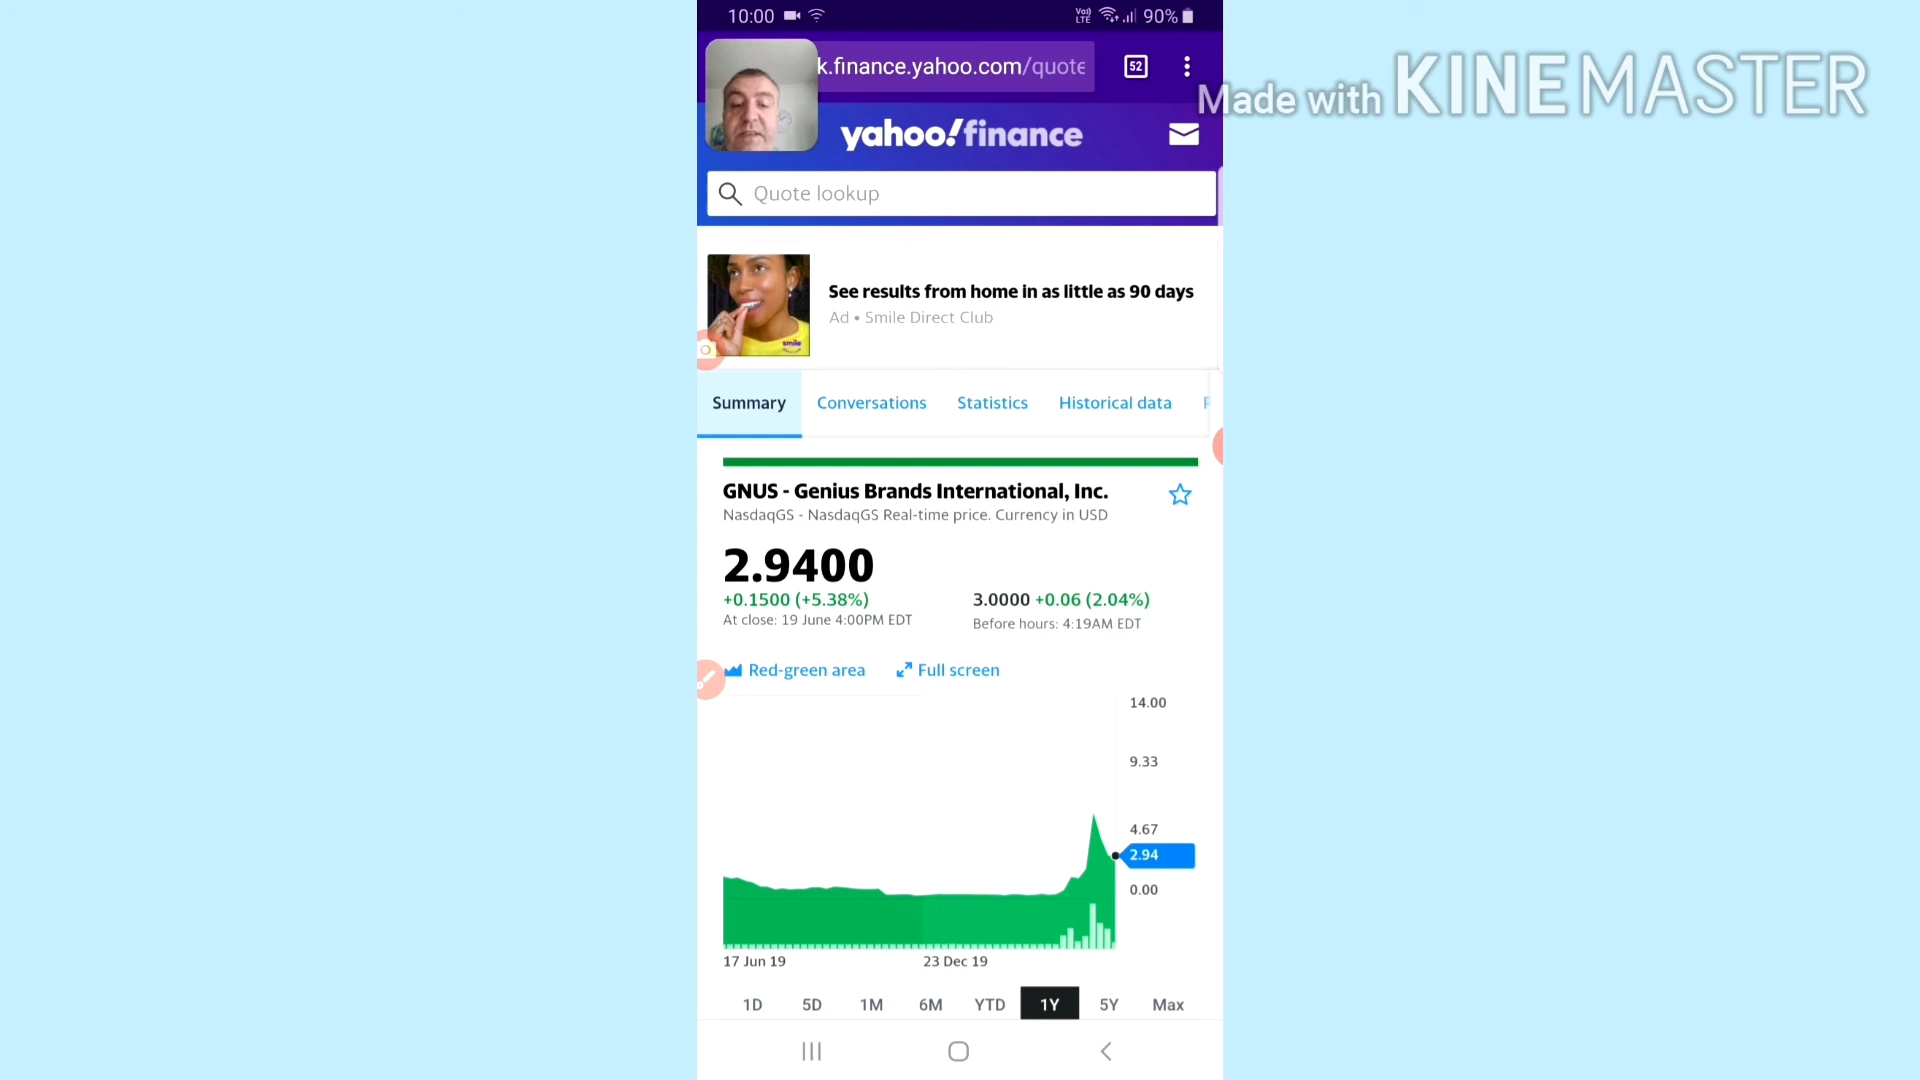 10:00
Vo))
LTE
90%
k.finance.yahoo.com/quote
52
Made with KINEMASTER
yahoo!finance
Quote lookup
See results from home in as little as 90 days
Ad • Smile Direct Club
smile
Summary
Conversations
Statistics
Historical data
GNUS - Genius Brands International, Inc.
NasdaqGS - NasdaqGS Real-time price. Currency in USD
2.9400
+0.1500 (+5.38%)
3.0000 +0.06 (2.04%)
At close: 19 June 4:00PM EDT
Before hours: 4:19AM EDT
Red-green area
Full screen
14.00
9.33
4.67
2.94
0.00
17 Jun 19
23 Dec 19
1D
5D
1M
6M
YTD
1Y
5Y
Max